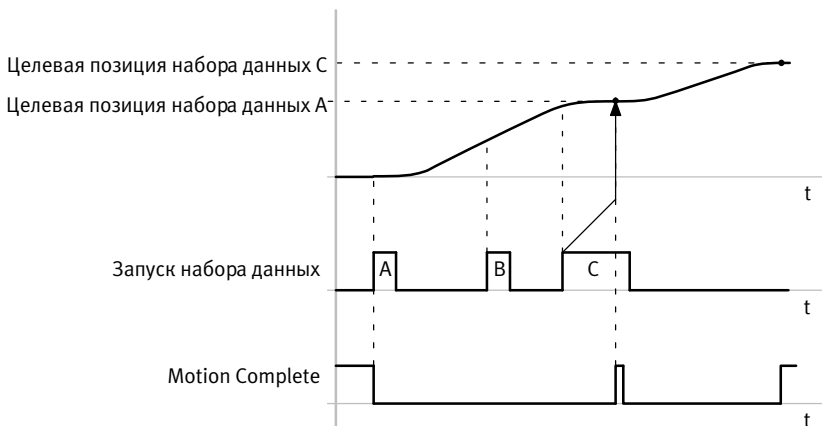 Целевая позиция набора данных C
Целевая позиция набора данных A
t
Запуск набора данных
A
B
C
t
Motion Complete
t